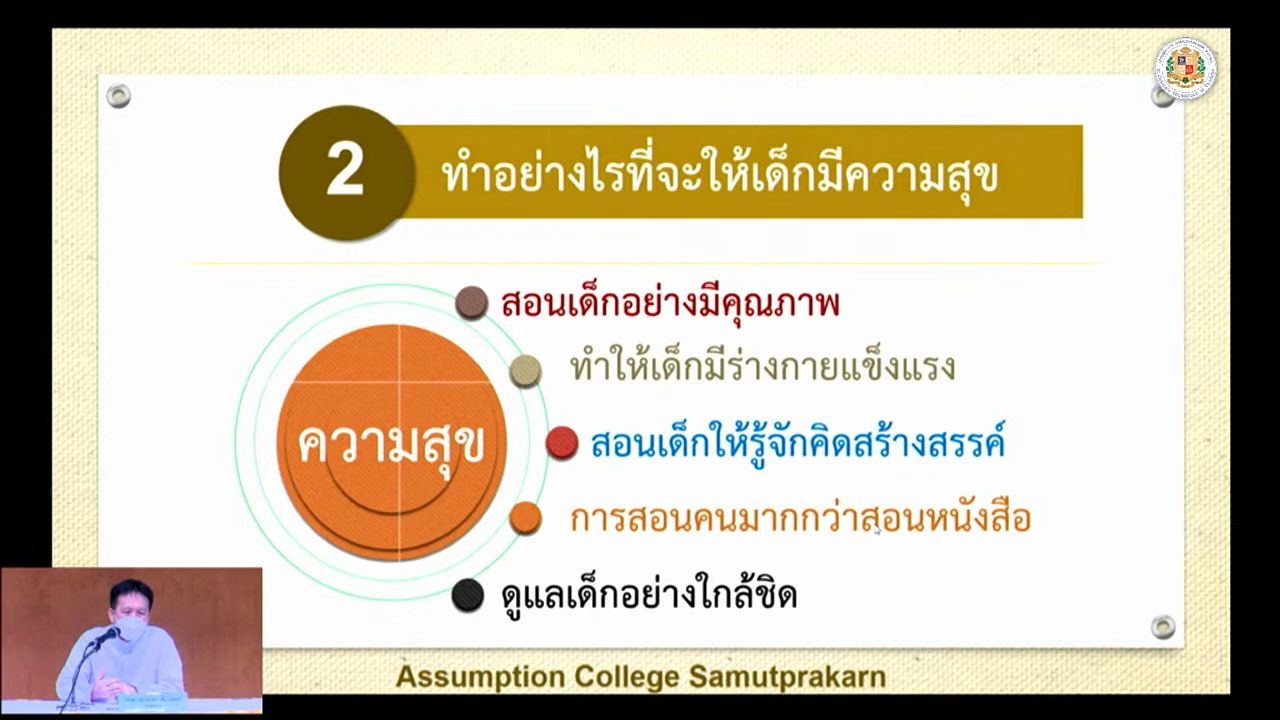 2
ทำอย่างไรที่จะให้เด็กมีความสุข
ความสุข
สอนเด็กอย่างมีคุณภาพ
ทำให้เด็กมีร่างกายแข็งแรง
สอนเด็กให้รู้จักคิดสร้างสรรค์
การสอนคนมากกว่าสอนหนังสือ
ดูแลเด็กอย่างใกล้ชิด
Assumption College Samutprakarn